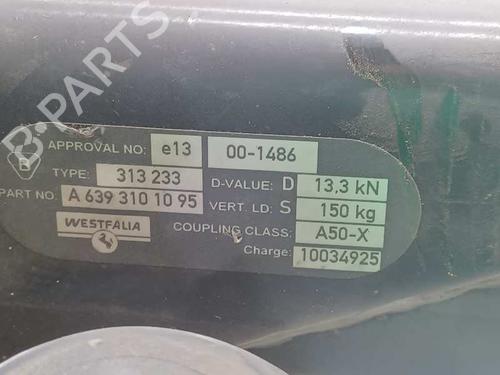 B-PARTS
APPROVAL NO: e13 00-1486
B
TYPE: 313 233 D-VALUE: D 13,3 kN
PART NO: A 639 310 10 95 VERT. LD: S 150 kg
WESTFALIA COUPLING CLASS: A50-X
Charge: 10034925